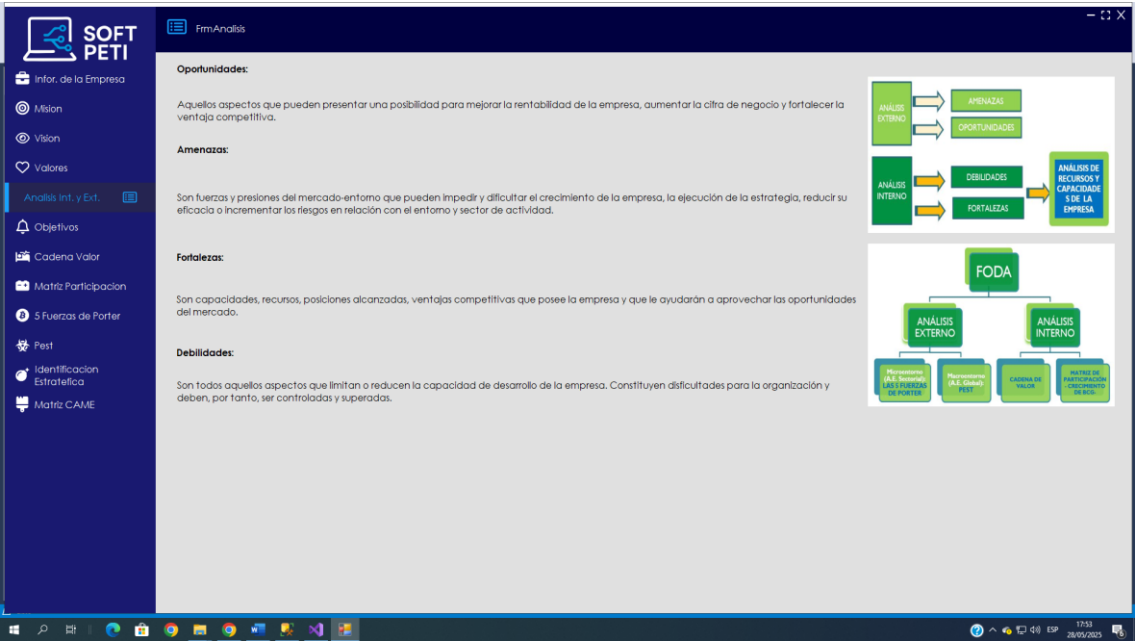 SOFT
PETI
FrmAnalisis
Infor. de la Empresa
Mision
Vision
Valores
Analisis Int. y Ext.
Objetivos
Cadena Valor
Matriz Participacion
5 Fuerzas de Porter
Pest
Identificacion
Estratefica
Matriz CAME
Oportunidades:
Aquellos aspectos que pueden presentar una posibilidad para mejorar la rentabilidad de la empresa, aumentar la cifra de negocio y fortalecer la
ventaja competitiva.
Amenazas:
Son fuerzas y presiones del mercado-entorno que pueden impedir y dificultar el crecimiento de la empresa, la ejecución de la estrategia, reducir su
eficacia o incrementar los riesgos en relación con el entorno y sector de actividad.
Fortalezas:
Son capacidades, recursos, posiciones alcanzadas, ventajas competitivas que posee la empresa y que le ayudarán a aprovechar las oportunidades
del mercado.
Debilidades:
Son todos aquellos aspectos que limitan o reducen la capacidad de desarrollo de la empresa. Constituyen disficultades para la organización y
deben, por tanto, ser controladas y superadas.
ANÁLISIS
EXTERNO
AMENAZAS
OPORTUNIDADES
ANÁLISIS
INTERNO
DEBILIDADES
FORTALEZAS
ANÁLISIS DE
RECURSOS Y
CAPACIDADE
S DE LA
EMPRESA
FODA
ANÁLISIS
EXTERNO
ANÁLISIS
INTERNO
Microentorno
(A.E. Sectorial):
LAS 5 FUERZAS
DE PORTER
Macroentorno
(A.E. Global):
PEST
CADENA DE
VALOR
MATRIZ DE
PARTICIPACIÓN
- CRECIMIENTO
DE BCG.
ESP
17:53
28/05/2025